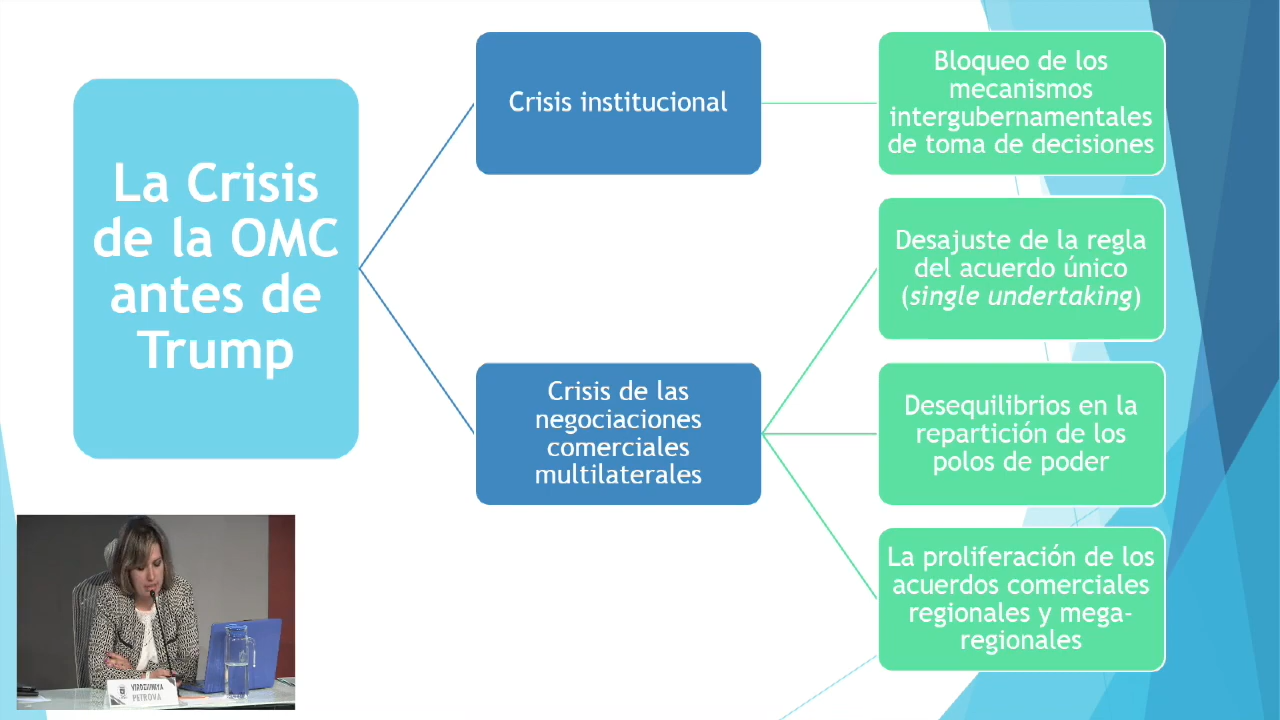 La Crisis
de la OMC
antes de
Trump
Crisis institucional
Crisis de las
negociaciones
comerciales
multilaterales
Bloqueo de los
mecanismos
intergubernamentales
de toma de decisiones
Desajuste de la regla
del acuerdo único
(single undertaking)
Desequilibrios en la
repartición de los
polos de poder
La proliferación de los
acuerdos comerciales
regionales y mega-
regionales
PETROVA